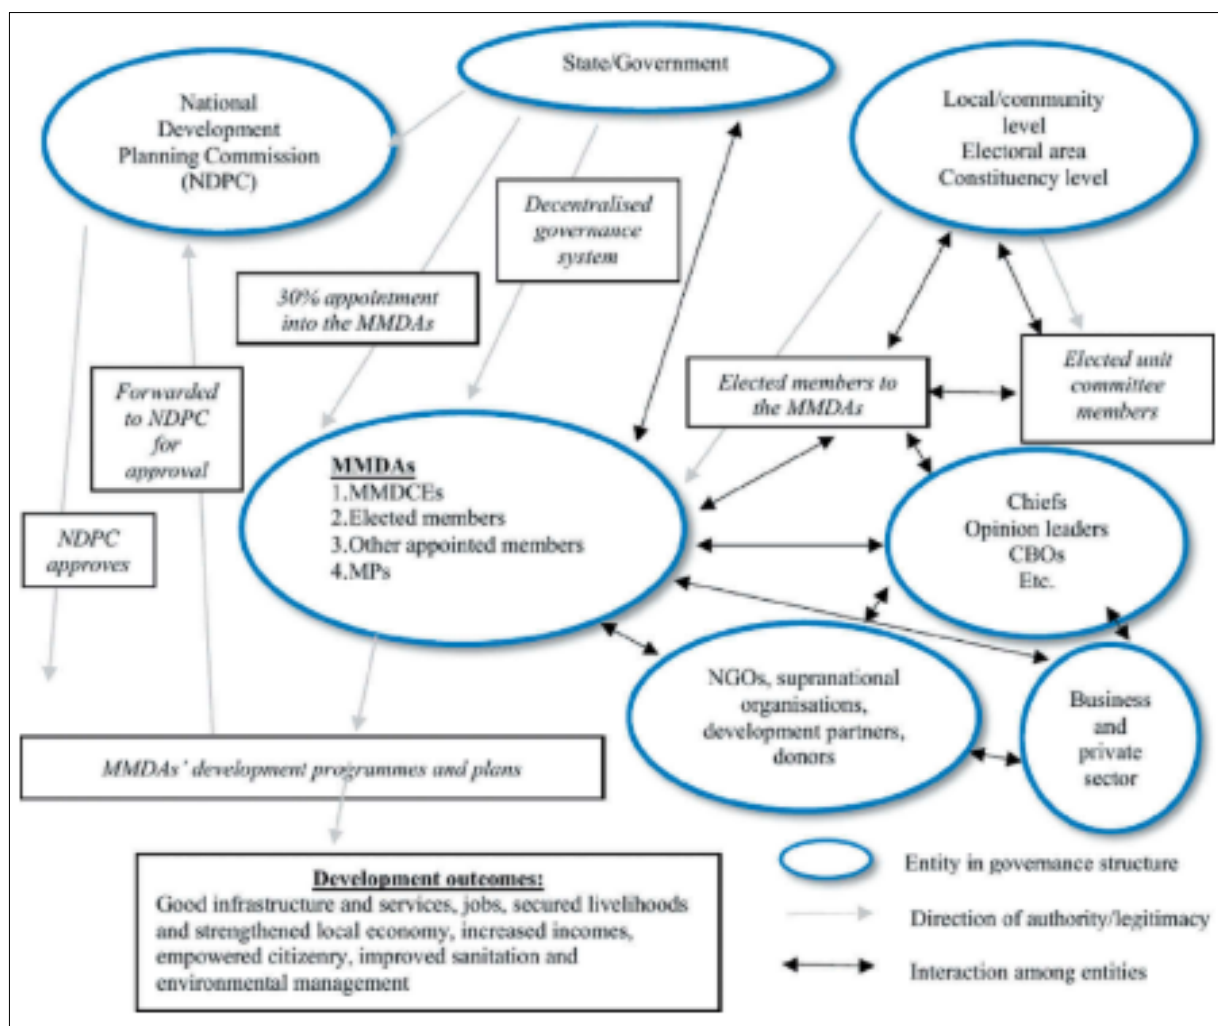 State/Government
National
Development
Planning Commission
(NDPC)
Local/community
level
Electoral area
Constituency level
Decentralised
governance
system
30% appointment
into the MMDAs
Forwarded
to NDPC
for
approval
Elected members to
the MMDAs
Elected unit
committee
members
MMDAs
1.MMDCEs
2.Elected members
3.Other appointed members
4.MPs
Chiefs
Opinion leaders
CBOs
Etc.
NDPC
approves
NGOs, supranational
organisations,
development partners,
donors
Business
and
private
sector
MMDAs' development programmes and plans
Development outcomes:
Good infrastructure and services, jobs, secured livelihoods
and strengthened local economy, increased incomes,
empowered citizenry, improved sanitation and
environmental management
Entity in governance structure
Direction of authority/legitimacy
Interaction among entities